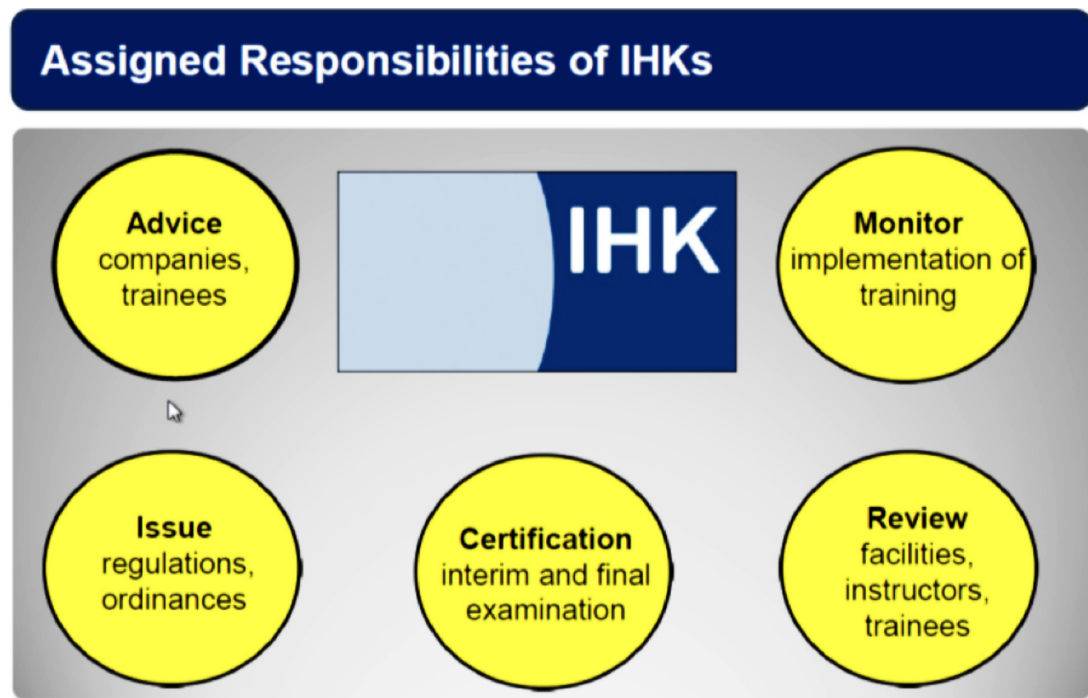 Assigned Responsibilities of IHKs
Advice
companies,
trainees
IHK
Monitor
implementation of
training
Issue
regulations,
ordinances
Certification
interim and final
examination
Review
facilities,
instructors,
trainees